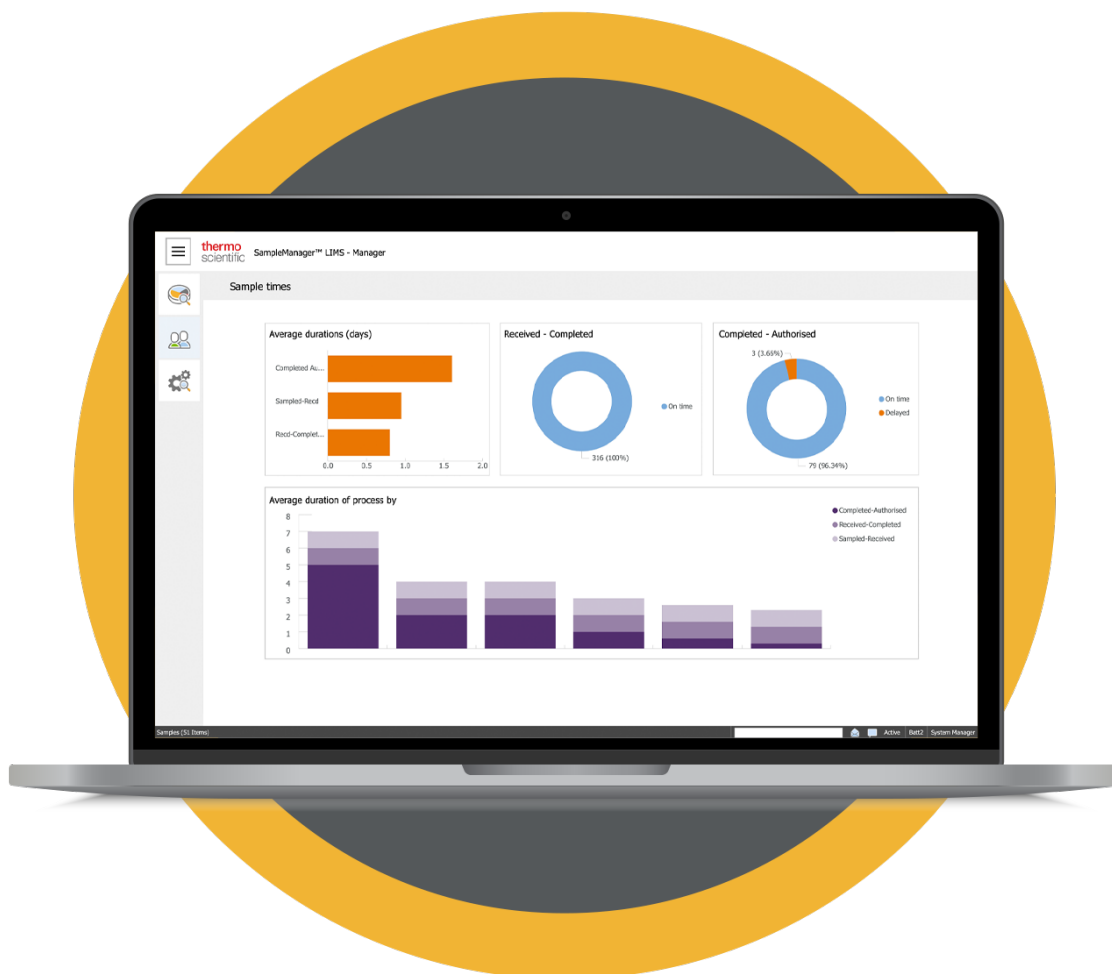 thermo
scientific
SampleManager™ LIMS - Manager
Sample times
Average durations (days)
Completed Au...
Sampled-Recd
Recd-Complet...
0.0 0.5 1.0 1.5 2.0
Received - Completed
On time
316 (100%)
Completed - Authorised
3 (3.66%)
On time
Delayed
79 (96.34%)
Average duration of process by
8
7
6
5
4
3
2
1
0
Completed-Authorised
Received-Completed
Sampled-Received
Samples [51 Items]
Active Batt2 System Manager